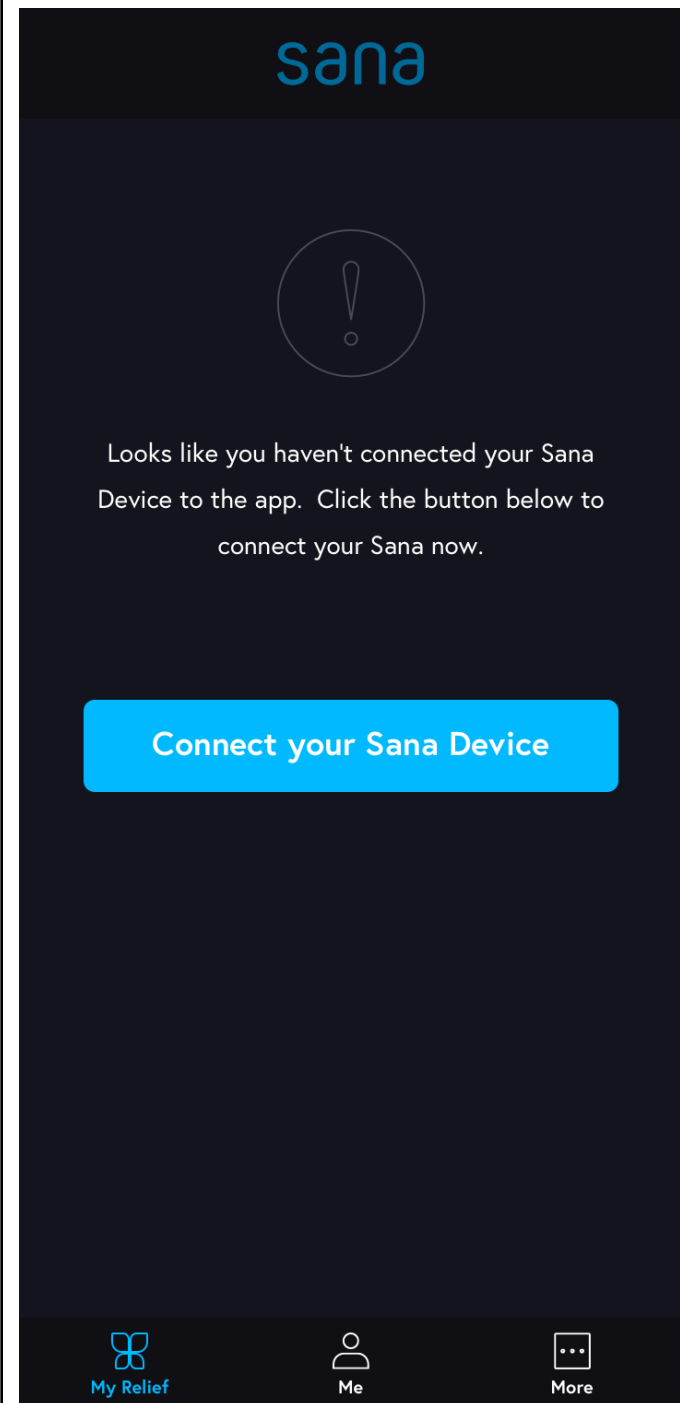 sana
Looks like you haven't connected your Sana
Device to the app.  Click the button below to
connect your Sana now.
Connect your Sana Device
My Relief
Me
More